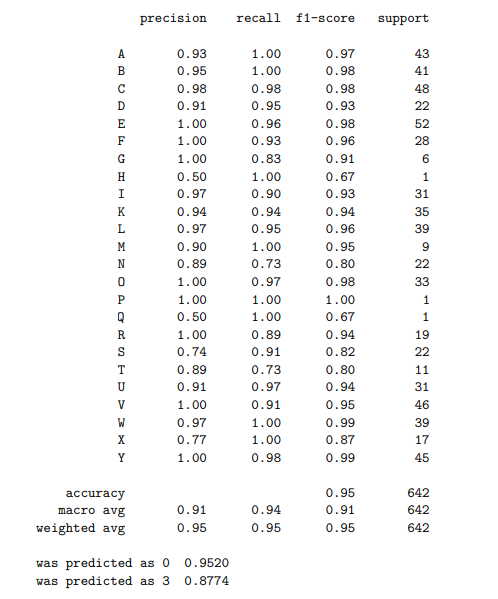 precision recall f1-score support
A 0.93 1.00 0.97 43
B 0.95 1.00 0.98 41
C 0.98 0.98 0.98 48
D 0.91 0.95 0.93 22
E 1.00 0.96 0.98 52
F 1.00 0.93 0.96 28
G 1.00 0.83 0.91 6
H 0.50 1.00 0.67 1
I 0.97 0.90 0.93 31
K 0.94 0.94 0.94 35
L 0.97 0.95 0.96 39
M 0.90 1.00 0.95 9
N 0.89 0.73 0.80 22
O 1.00 0.97 0.98 33
P 1.00 1.00 1.00 1
Q 0.50 1.00 0.67 1
R 1.00 0.89 0.94 19
S 0.74 0.91 0.82 22
T 0.89 0.73 0.80 11
U 0.91 0.97 0.94 31
V 1.00 0.91 0.95 46
W 0.97 1.00 0.99 39
X 0.77 1.00 0.87 17
Y 1.00 0.98 0.99 45
accuracy 0.95 642
macro avg 0.91 0.94 0.91 642
weighted avg 0.95 0.95 0.95 642
was predicted as 0 0.9520
was predicted as 3 0.8774